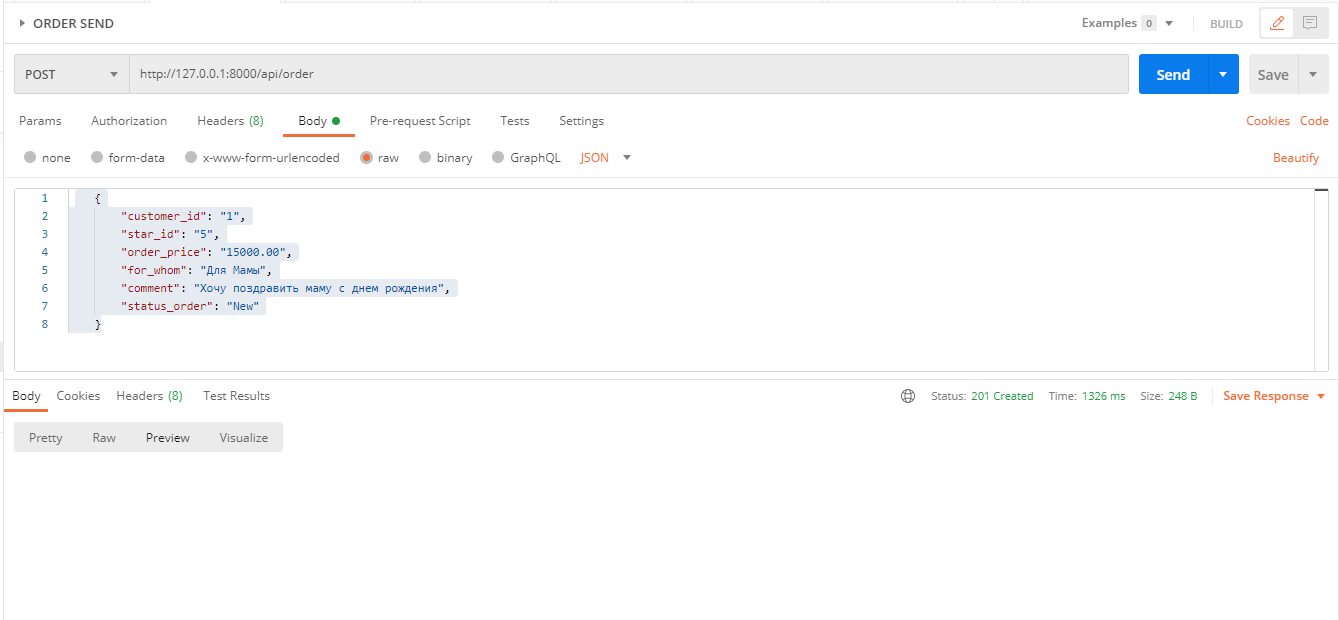 ORDER SEND
Examples 0 BUILD
POST http://127.0.0.1:8000/api/order Send Save
Params Authorization Headers (8) Body Pre-request Script Tests Settings Cookies Code
none form-data x-www-form-urlencoded raw binary GraphQL JSON Beautify
1 {
2 "customer_id": "1",
3 "star_id": "5",
4 "order_price": "15000.00",
5 "for_whom": "Для Мамы",
6 "comment": "Хочу поздравить маму с днем рождения",
7 "status_order": "New"
8 }
Body Cookies Headers (8) Test Results Status: 201 Created Time: 1326 ms Size: 248 B Save Response
Pretty Raw Preview Visualize